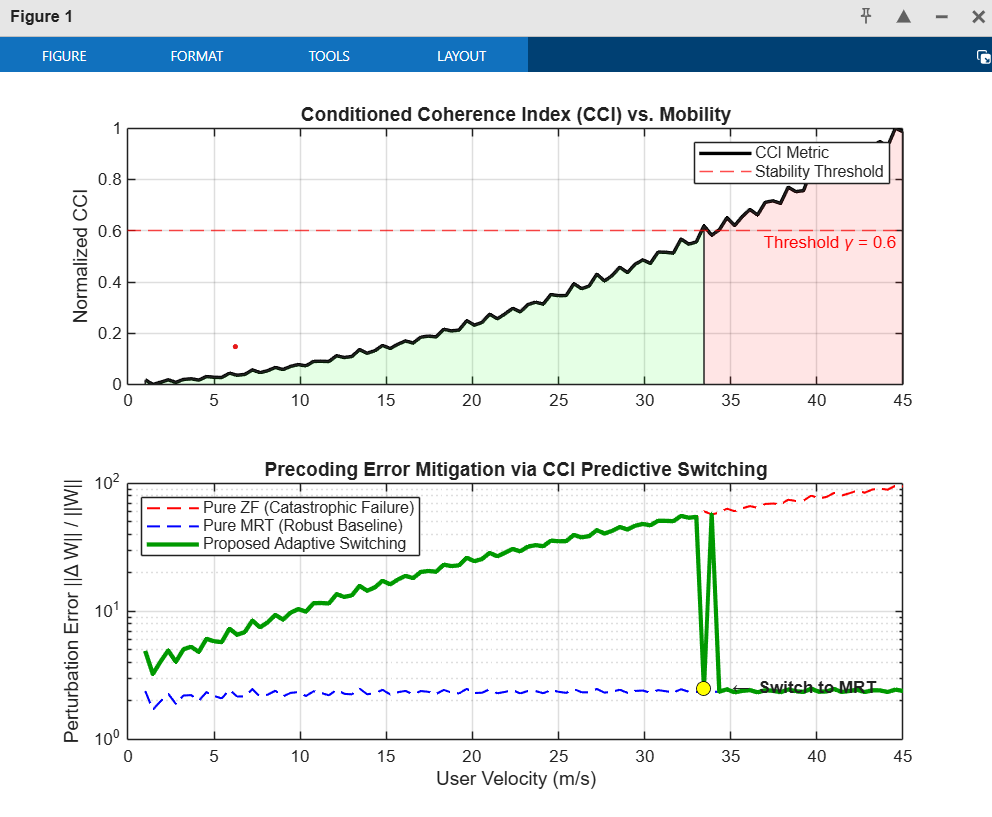 Figure 1
FIGURE FORMAT TOOLS LAYOUT
Conditioned Coherence Index (CCI) vs. Mobility
Normalized CCI
1
0.8
0.6
0.4
0.2
0
CCI Metric
Stability Threshold
Threshold γ = 0.6
0 5 10 15 20 25 30 35 40 45
Precoding Error Mitigation via CCI Predictive Switching
Perturbation Error ||Δ W|| / ||W||
10²
10¹
10⁰
Pure ZF (Catastrophic Failure)
Pure MRT (Robust Baseline)
Proposed Adaptive Switching
← Switch to MRT
0 5 10 15 20 25 30 35 40 45
User Velocity (m/s)